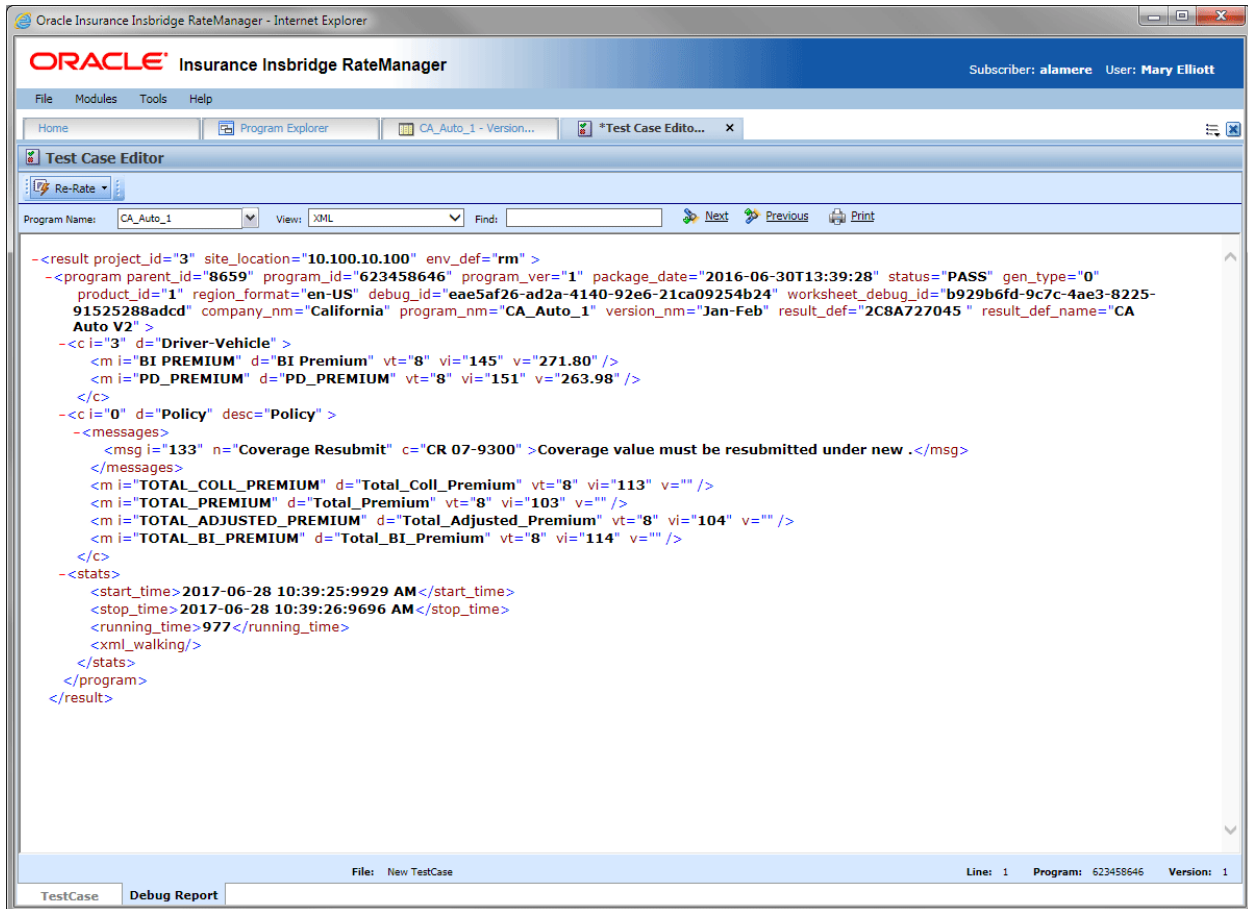 Oracle Insurance Insbridge RateManager - Internet Explorer
ORACLE® Insurance Insbridge RateManager
Subscriber: alamere User: Mary Elliott
File Modules Tools Help
Home Program Explorer CA_Auto_1 - Version... *Test Case Edito... x
Test Case Editor
Re-Rate
Program Name: CA_Auto_1 View: XML Find: Next Previous Print
-<result project_id="3" site_location="10.100.10.100" env_def="rm" >
-<program parent_id="8659" program_id="623458646" program_ver="1" package_date="2016-06-30T13:39:28" status="PASS" gen_type="0"
product_id="1" region_format="en-US" debug_id="eae5af26-ad2a-4140-92e6-21ca09254b24" worksheet_debug_id="b929b6fd-9c7c-4ae3-8225-
91525288adcd" company_nm="California" program_nm="CA_Auto_1" version_nm="Jan-Feb" result_def="2C8A727045 " result_def_name="CA
Auto V2" >
-<c i="3" d="Driver-Vehicle" >
<m i="BI PREMIUM" d="BI Premium" vt="8" vi="145" v="271.80" />
<m i="PD_PREMIUM" d="PD_PREMIUM" vt="8" vi="151" v="263.98" />
</c>
-<c i="0" d="Policy" desc="Policy" >
-<messages>
<msg i="133" n="Coverage Resubmit" c="CR 07-9300" >Coverage value must be resubmitted under new .</msg>
</messages>
<m i="TOTAL_COLL_PREMIUM" d="Total_Coll_Premium" vt="8" vi="113" v="" />
<m i="TOTAL_PREMIUM" d="Total_Premium" vt="8" vi="103" v="" />
<m i="TOTAL_ADJUSTED_PREMIUM" d="Total_Adjusted_Premium" vt="8" vi="104" v="" />
<m i="TOTAL_BI_PREMIUM" d="Total_BI_Premium" vt="8" vi="114" v="" />
</c>
-<stats>
<start_time>2017-06-28 10:39:25:9929 AM</start_time>
<stop_time>2017-06-28 10:39:26:9696 AM</stop_time>
<running_time>977</running_time>
<xml_walking/>
</stats>
</program>
</result>
File: New TestCase Line: 1 Program: 623458646 Version: 1
TestCase Debug Report